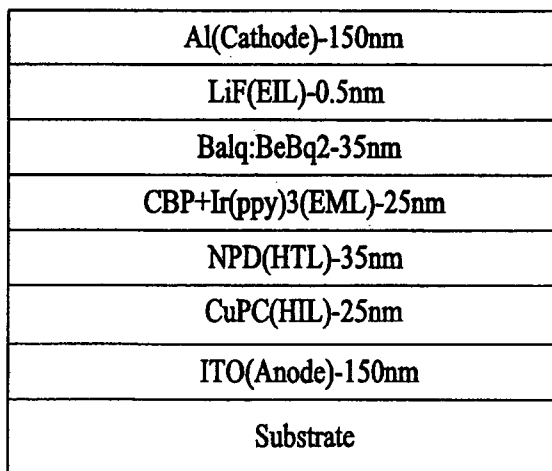 Al(Cathode)-150nm
LiF(EIL)-0.5nm
Balq:BeBq2-35nm
CBP+Ir(ppy)3(EML)-25nm
NPD(HTL)-35nm
CuPC(HIL)-25nm
ITO(Anode)-150nm
Substrate